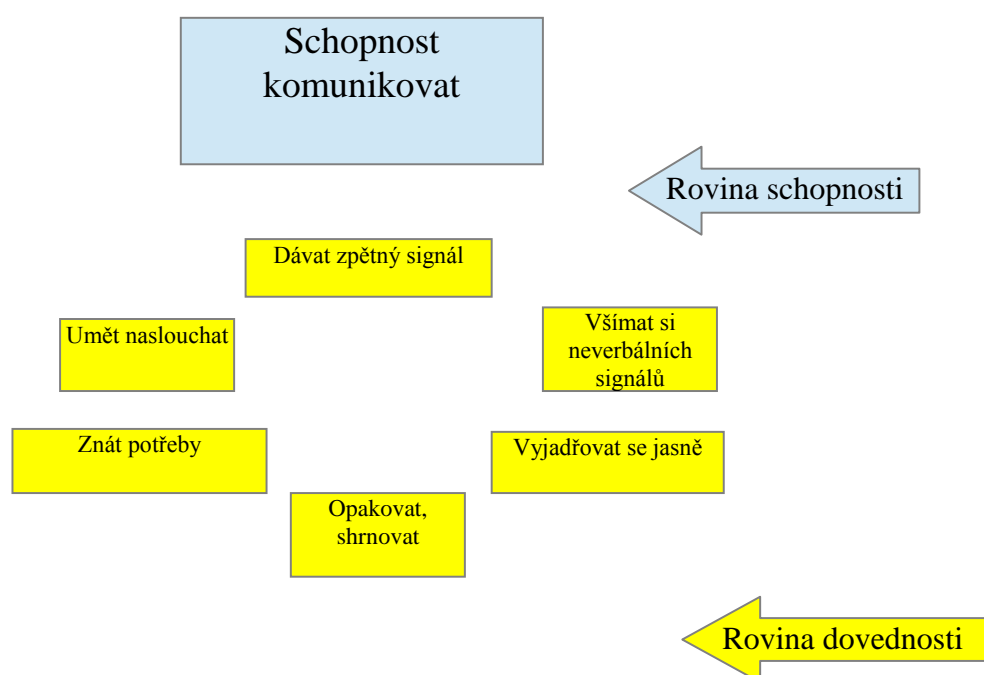 Schopnost
komunikovat
Rovina schopnosti
Dávat zpětný signál
Umět naslouchat
Všímat si
neverbálních
signálů
Znát potřeby
Vyjadřovat se jasně
Opakovat,
shrnovat
Rovina dovednosti